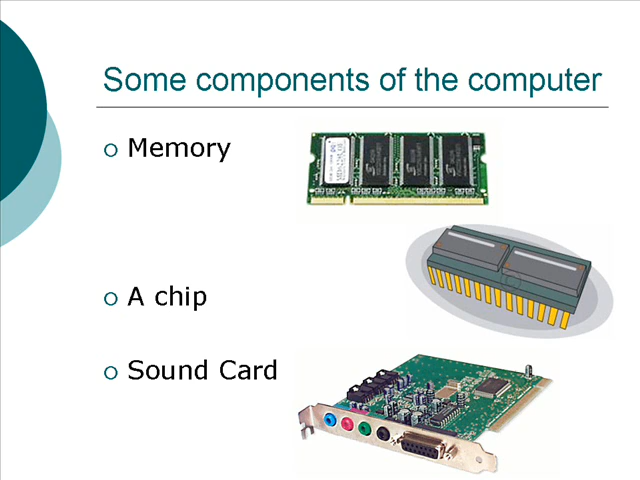 Some components of the computer
Memory
A chip
Sound Card